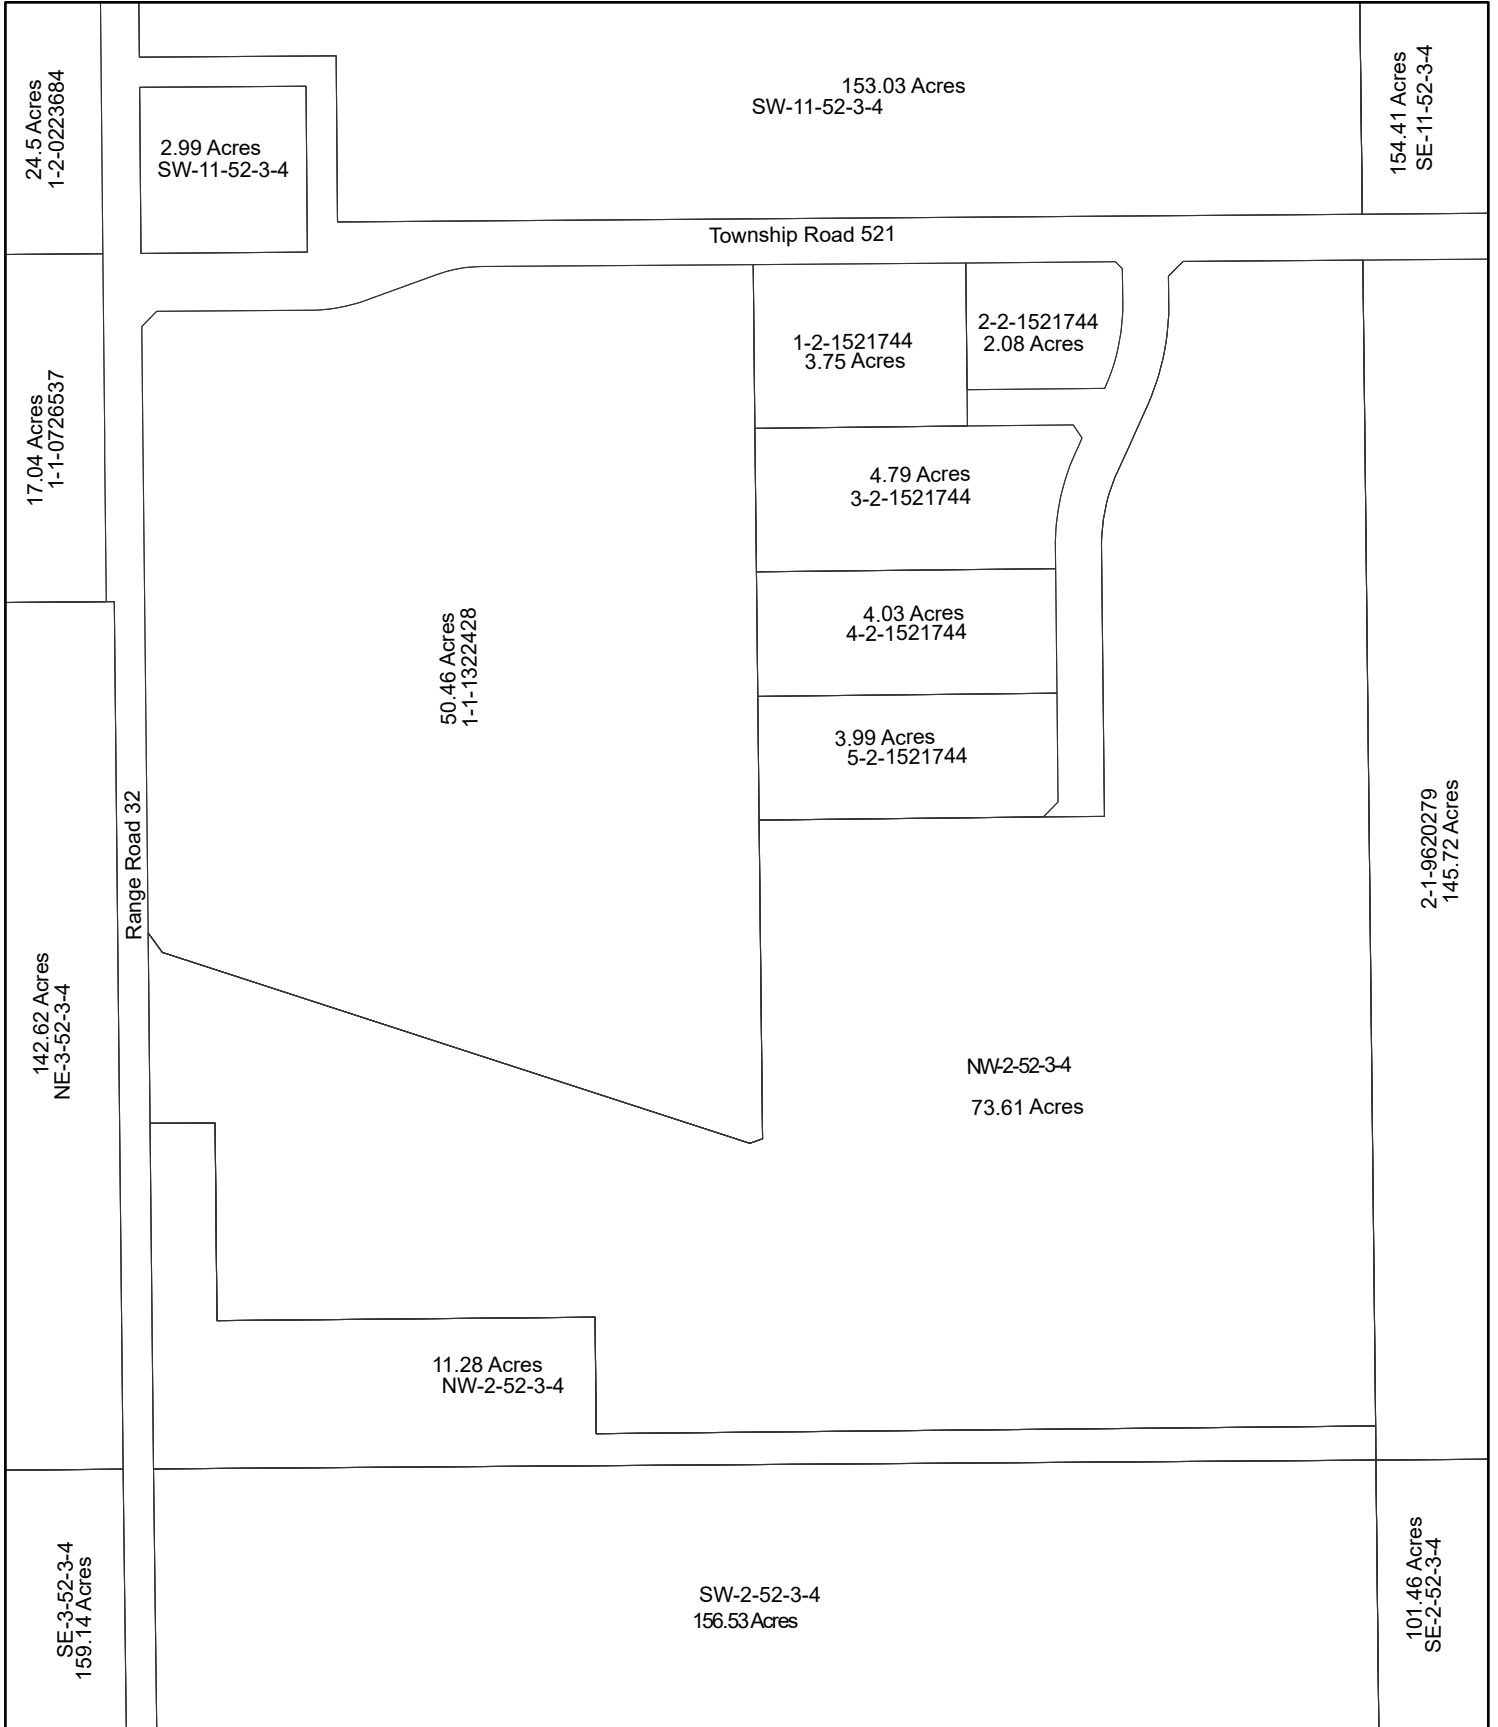 24.5 Acres
1-2-0223684
153.03 Acres
SW-11-52-3-4
154.41 Acres
SE-11-52-3-4
2.99 Acres
SW-11-52-3-4
Township Road 521
17.04 Acres
1-1-0726537
1-2-1521744
3.75 Acres
2-2-1521744
2.08 Acres
4.79 Acres
3-2-1521744
50.46 Acres
1-1-1322428
4.03 Acres
4-2-1521744
3.99 Acres
5-2-1521744
Range Road 32
2-1-9620279
145.72 Acres
142.62 Acres
NE-3-52-3-4
NW-2-52-3-4
73.61 Acres
11.28 Acres
NW-2-52-3-4
SE-3-52-3-4
159.14 Acres
SW-2-52-3-4
156.53 Acres
101.46 Acres
SE-2-52-3-4